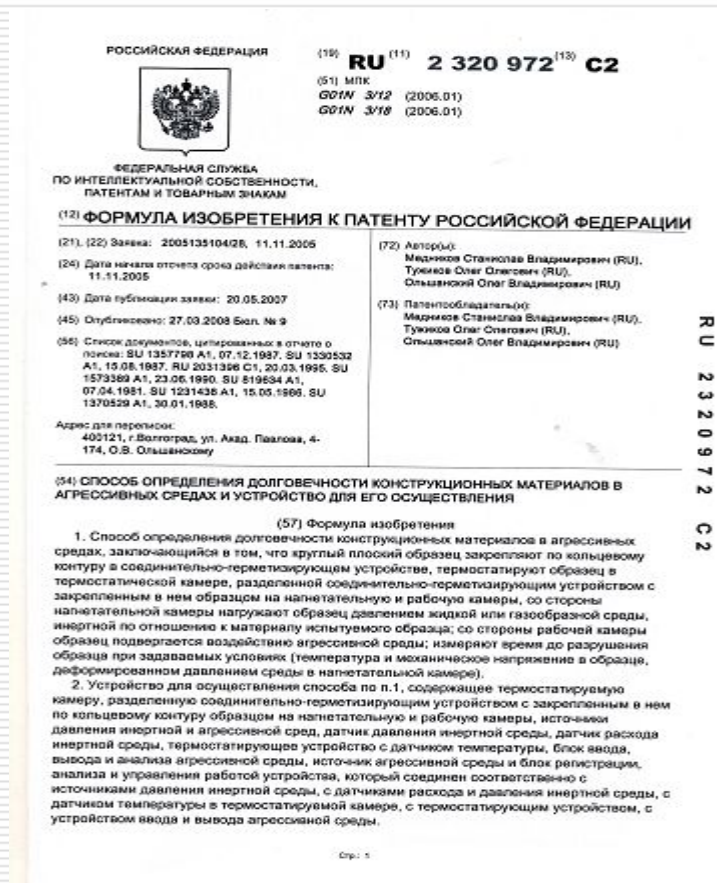 РОССИЙСКАЯ ФЕДЕРАЦИЯ
(19) RU (11) 2 320 972 (13) C2
(51) МПК
G01N 3/12 (2006.01)
G01N 3/18 (2006.01)
ФЕДЕРАЛЬНАЯ СЛУЖБА
ПО ИНТЕЛЛЕКТУАЛЬНОЙ СОБСТВЕННОСТИ,
ПАТЕНТАМ И ТОВАРНЫМ ЗНАКАМ
(12) ФОРМУЛА ИЗОБРЕТЕНИЯ К ПАТЕНТУ РОССИЙСКОЙ ФЕДЕРАЦИИ
(21), (22) Заявка: 2005135104/28, 11.11.2005
(24) Дата начала отсчета срока действия патента:
11.11.2005
(43) Дата публикации заявки: 20.05.2007
(45) Опубликовано: 27.03.2008 Бюл. № 9
(56) Список документов, цитированных в отчете о
поиске: SU 1357798 A1, 07.12.1987. SU 1330532
A1, 15.08.1987. RU 2031396 C1, 20.03.1995. SU
1573389 A1, 23.06.1990. SU 819634 A1,
07.04.1981. SU 1231436 A1, 15.05.1986. SU
1370529 A1, 30.01.1988.
Адрес для переписки:
400121, г.Волгоград, ул. Акад. Павлова, 4-
174, О.В. Ольшанскому
(72) Автор(ы):
Медников Станислав Владимирович (RU),
Тужиков Олег Олегович (RU),
Ольшанский Олег Владимирович (RU)
(73) Патентообладатель(и):
Медников Станислав Владимирович (RU),
Тужиков Олег Олегович (RU),
Ольшанский Олег Владимирович (RU)
(54) СПОСОБ ОПРЕДЕЛЕНИЯ ДОЛГОВЕЧНОСТИ КОНСТРУКЦИОННЫХ МАТЕРИАЛОВ В
АГРЕССИВНЫХ СРЕДАХ И УСТРОЙСТВО ДЛЯ ЕГО ОСУЩЕСТВЛЕНИЯ
(57) Формула изобретения
1. Способ определения долговечности конструкционных материалов в агрессивных
средах, заключающийся в том, что круглый плоский образец закрепляют по кольцевому
контуру в соединительно-герметизирующем устройстве, термостатируют образец в
термостатической камере, разделенной соединительно-герметизирующим устройством с
закрепленным в нем образцом на нагнетательную и рабочую камеры, со стороны
нагнетательной камеры нагружают образец давлением жидкой или газообразной среды,
инертной по отношению к материалу испытуемого образца; со стороны рабочей камеры
образец подвергается воздействию агрессивной среды; измеряют время до разрушения
образца при задаваемых условиях (температура и механическое напряжение в образце,
деформированном давлением среды в нагнетательной камере).
2. Устройство для осуществления способа по п.1, содержащее термостатируемую
камеру, разделенную соединительно-герметизирующим устройством с закрепленным в нем
по кольцевому контуру образцом на нагнетательную и рабочую камеры, источники
давления инертной и агрессивной сред, датчик давления инертной среды, датчик расхода
инертной среды, термостатирующее устройство с датчиком температуры, блок ввода,
вывода и анализа агрессивной среды, источник агрессивной среды и блок регистрации,
анализа и управления работой устройства, который соединен соответственно с
источниками давления инертной среды, с датчиками расхода и давления инертной среды, с
датчиком температуры в термостатируемой камере, с термостатирующим устройством, с
устройством ввода и вывода агрессивной среды.
Стр.: 1
RU 2320972 C2